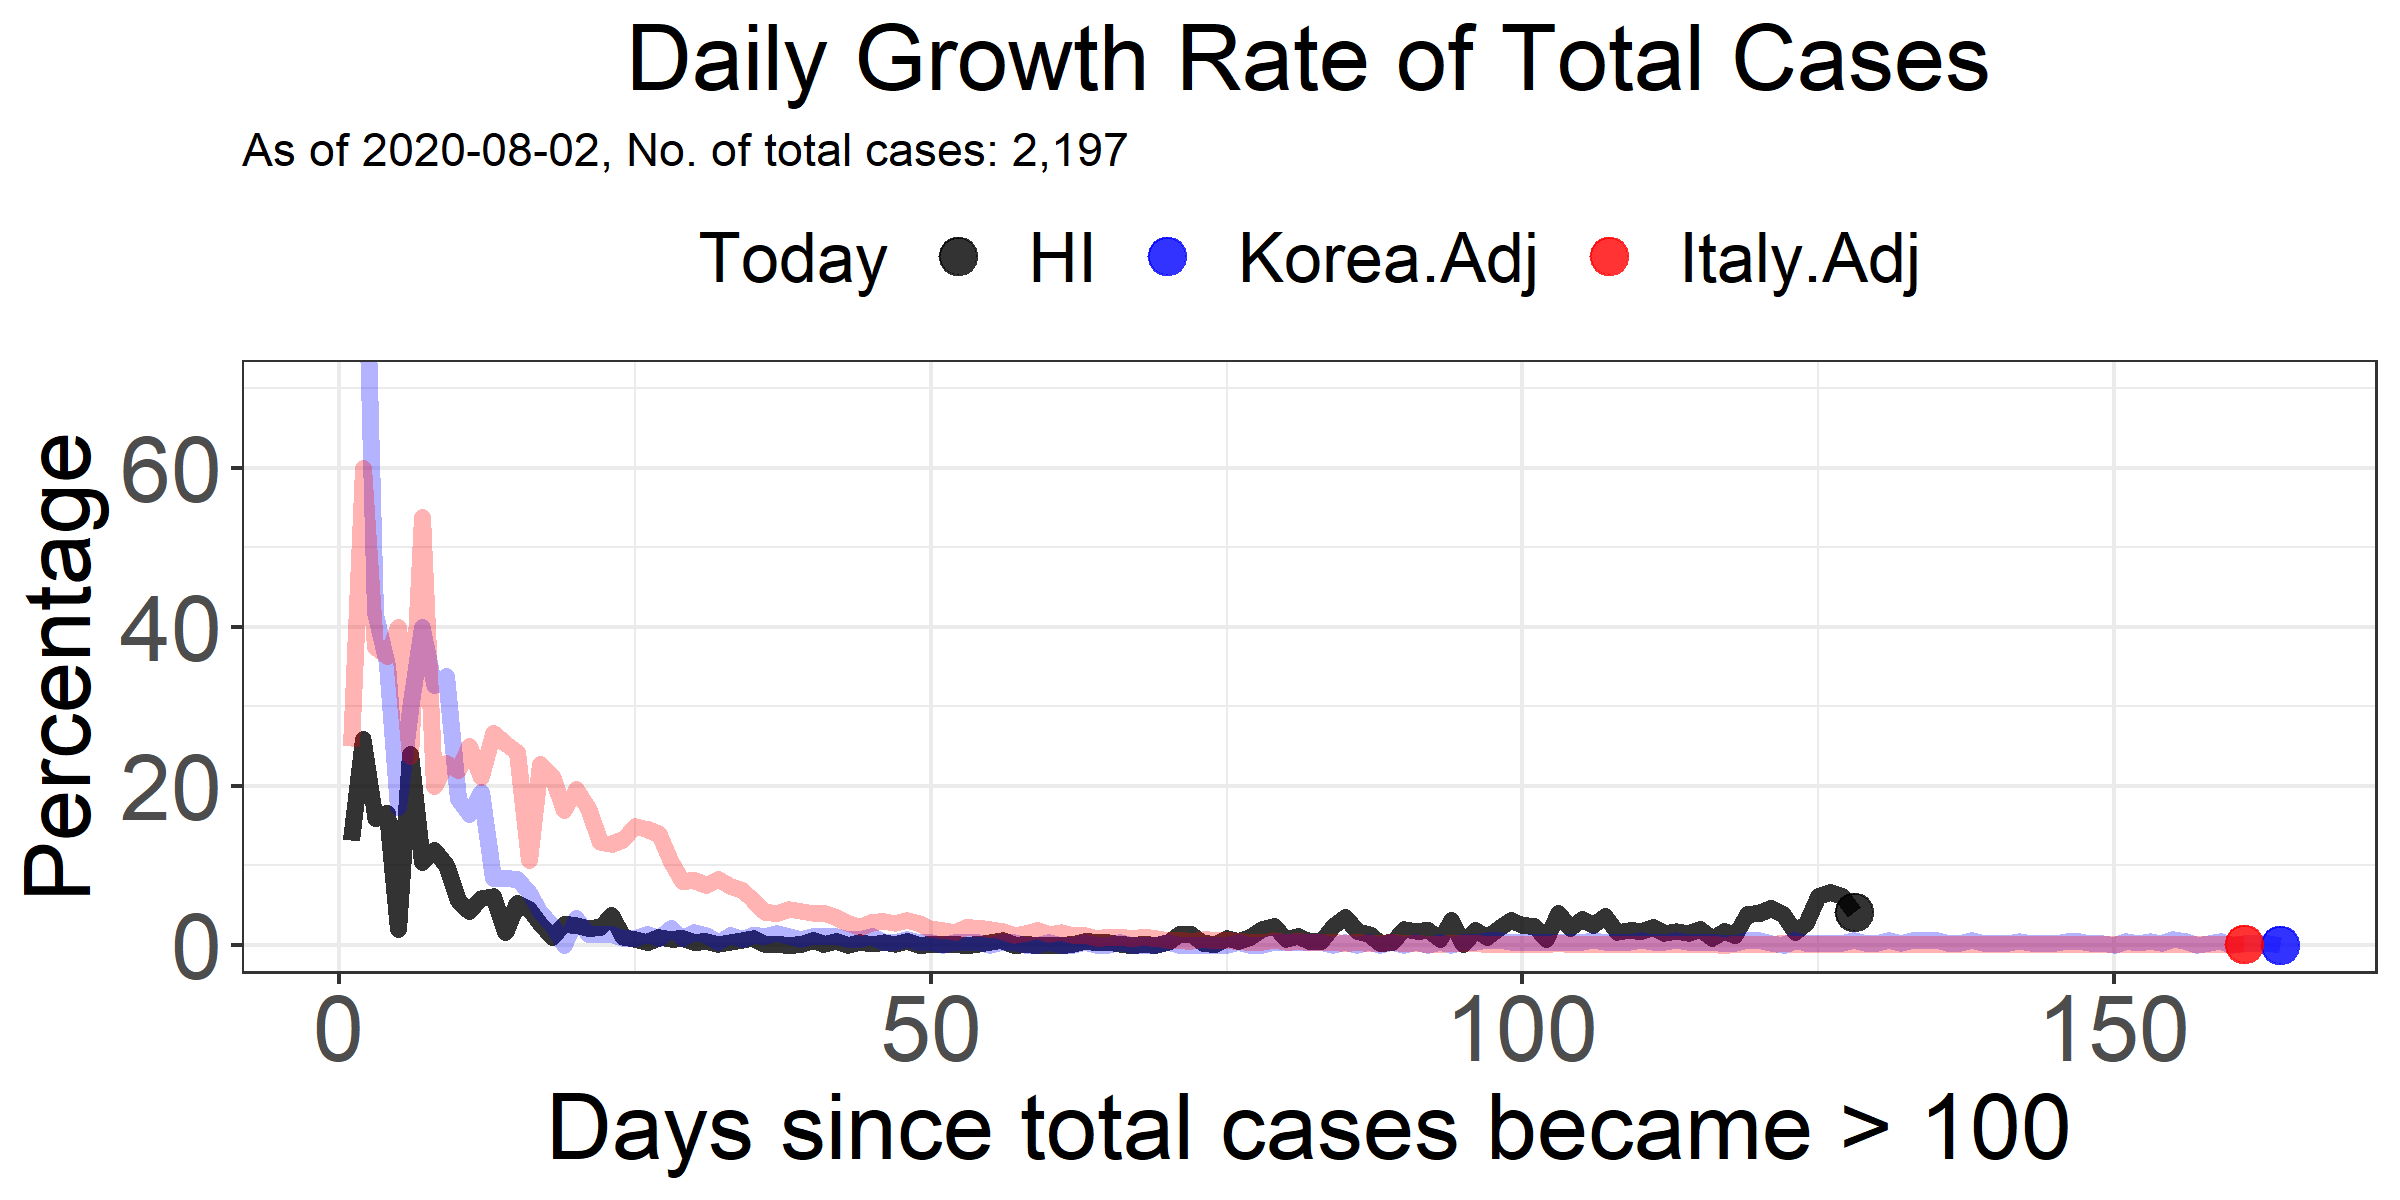 Daily Growth Rate of Total Cases
As of 2020-08-02, No. of total cases: 2,197
Today HI Korea.Adj Italy.Adj
Percentage
60
40
20
0
0 50 100 150
Days since total cases became > 100